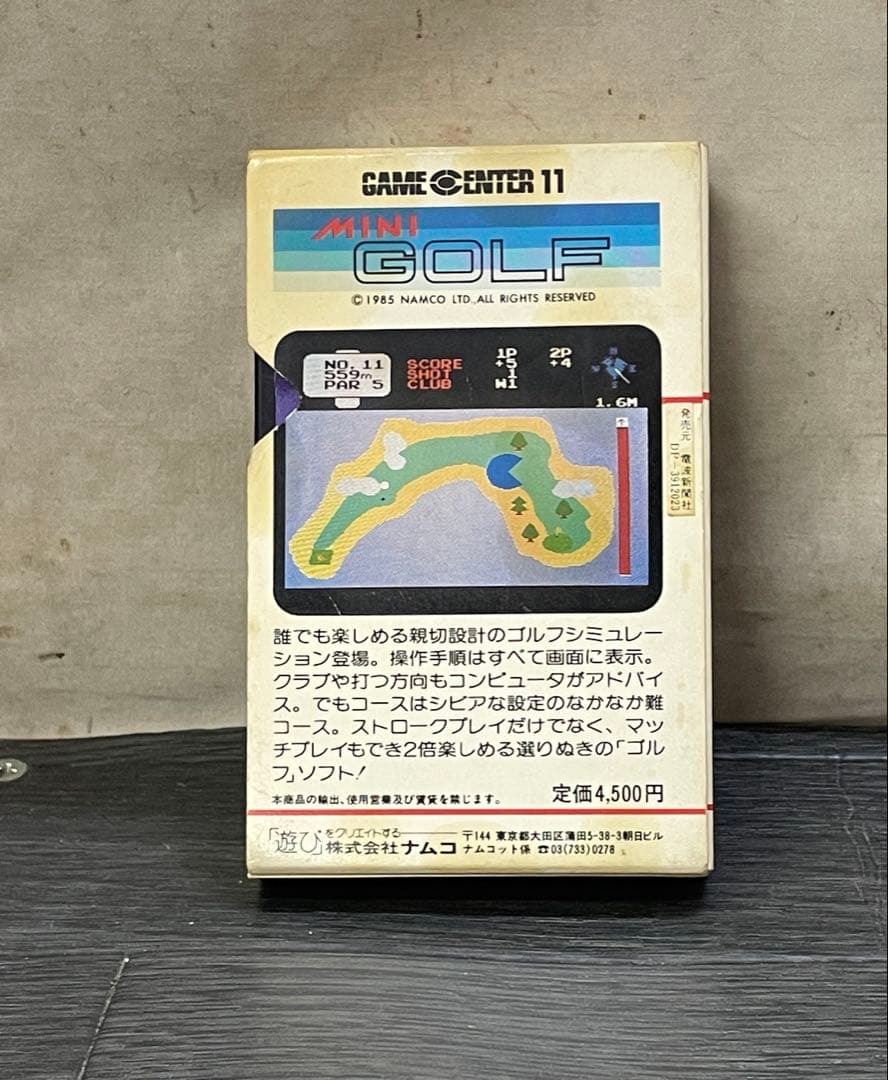 GAME CENTER 11
MINI
GOLF
©1985 NAMCO LTD., ALL RIGHTS RESERVED
NO. 11
559m
PAR 5
SCORE
SHOT
CLUB
1P
+5
1
W1
2P
+4
N
W E
1.6M
発売元 電波新聞社
DP-3912023
誰でも楽しめる親切設計のゴルフシミュレー
ション登場。操作手順はすべて画面に表示。
クラブや打つ方向もコンピュータがアドバイ
ス。でもコースはシビアな設定のなかなか難
コース。ストロークプレイだけでなく、マッ
チプレイもでき2倍楽しめる選りぬきの「ゴル
フ」ソフト!
本商品の輸出、使用営業及び賃貸を禁じます。
定価4,500円
「遊び」をクリエイトする
株式会社ナムコ
〒144 東京都大田区蒲田5-38-3朝日ビル
ナムコット係 ☎03(733)0278